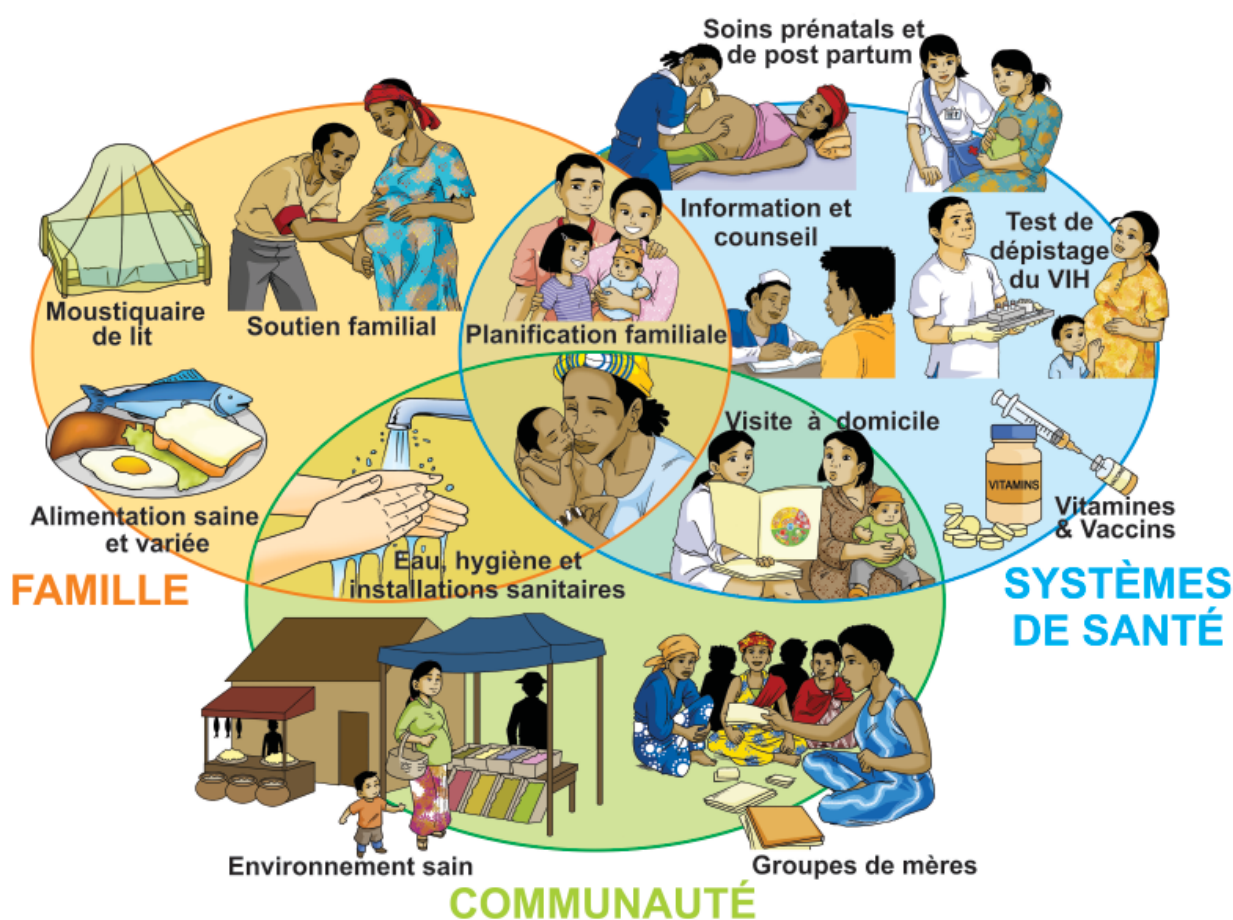 Soins prénatals et
de post partum
Information et
counseil
Test de
dépistage
du VIH
Moustiquaire
de lit
Soutien familial
Planification familiale
Visite à domicile
VITAMINS
Vitamines
& Vaccins
Alimentation saine
et variée
Eau, hygiène et
installations sanitaires
FAMILLE
SYSTÈMES
DE SANTÉ
Environnement sain
Groupes de mères
COMMUNAUTÉ